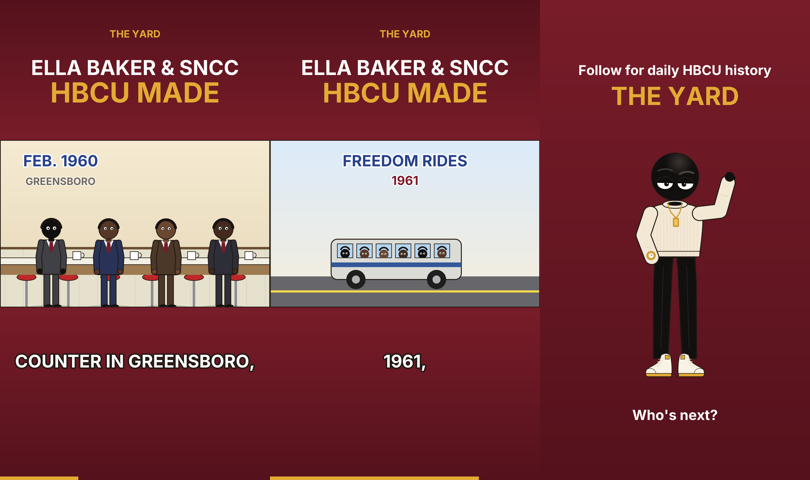 THE YARD
ELLA BAKER & SNCC
HBCU MADE
FEB. 1960
GREENSBORO
COUNTER IN GREENSBORO,
THE YARD
ELLA BAKER & SNCC
HBCU MADE
FREEDOM RIDES
1961
1961,
Follow for daily HBCU history
THE YARD
Who's next?